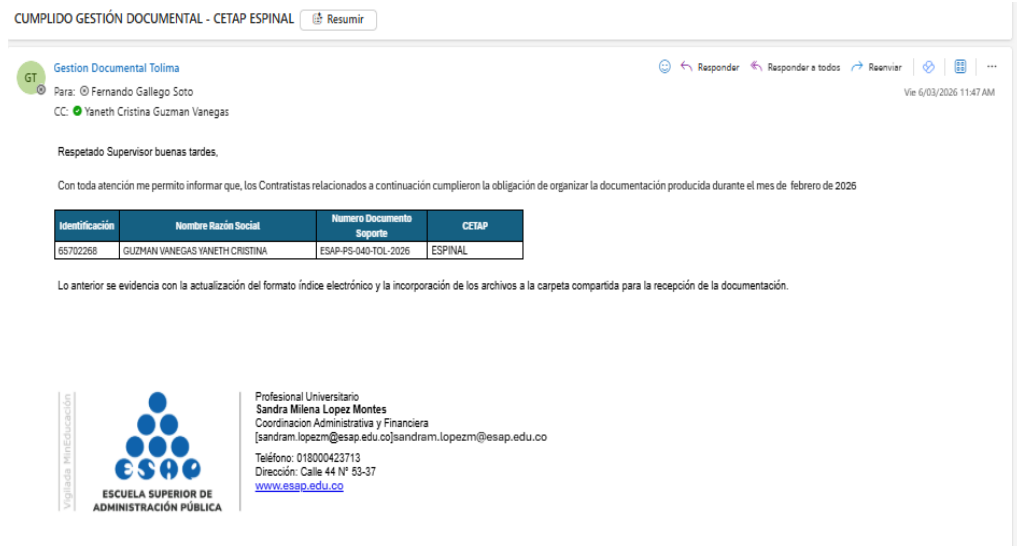 CUMPLIDO GESTIÓN DOCUMENTAL - CETAP ESPINAL Resumir
GT
Gestion Documental Tolima
Responder Responder a todos Reenviar
Para: Fernando Gallego Soto
Vie 6/03/2026 11:47 AM
CC: Yaneth Cristina Guzman Vanegas
Respetado Supervisor buenas tardes,
Con toda atención me permito informar que, los Contratistas relacionados a continuación cumplieron la obligación de organizar la documentación producida durante el mes de febrero de 2026
Identificación Nombre Razón Social Numero Documento Soporte CETAP
65702268 GUZMAN VANEGAS YANETH CRISTINA ESAP-PS-040-TOL-2026 ESPINAL
Lo anterior se evidencia con la actualización del formato índice electrónico y la incorporación de los archivos a la carpeta compartida para la recepción de la documentación.
Vigilada MinEducación
esap
ESCUELA SUPERIOR DE
ADMINISTRACIÓN PÚBLICA
Profesional Universitario
Sandra Milena Lopez Montes
Coordinacion Administrativa y Financiera
[sandram.lopezm@esap.edu.co]sandram.lopezm@esap.edu.co
Teléfono: 018000423713
Dirección: Calle 44 N° 53-37
www.esap.edu.co